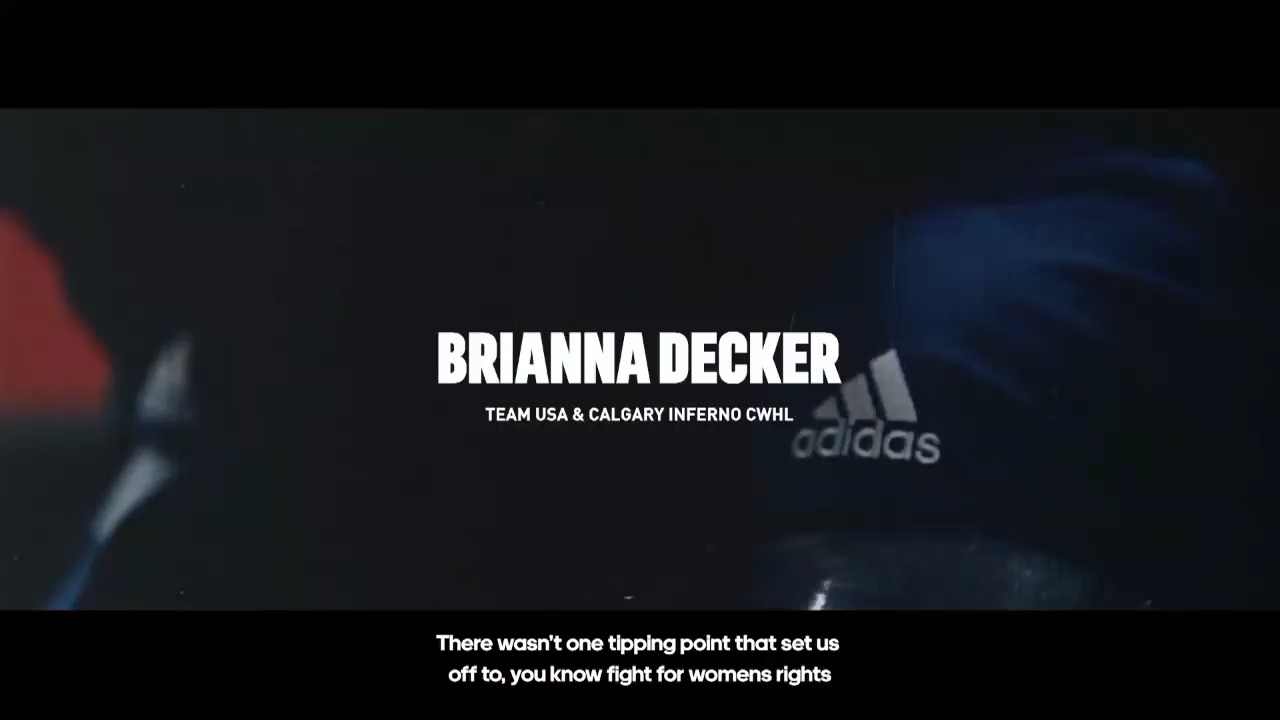 BRIANNA DECKER
TEAM USA & CALGARY INFERNO CWHL
adidas
There wasn't one tipping point that set us
off to, you know fight for womens rights